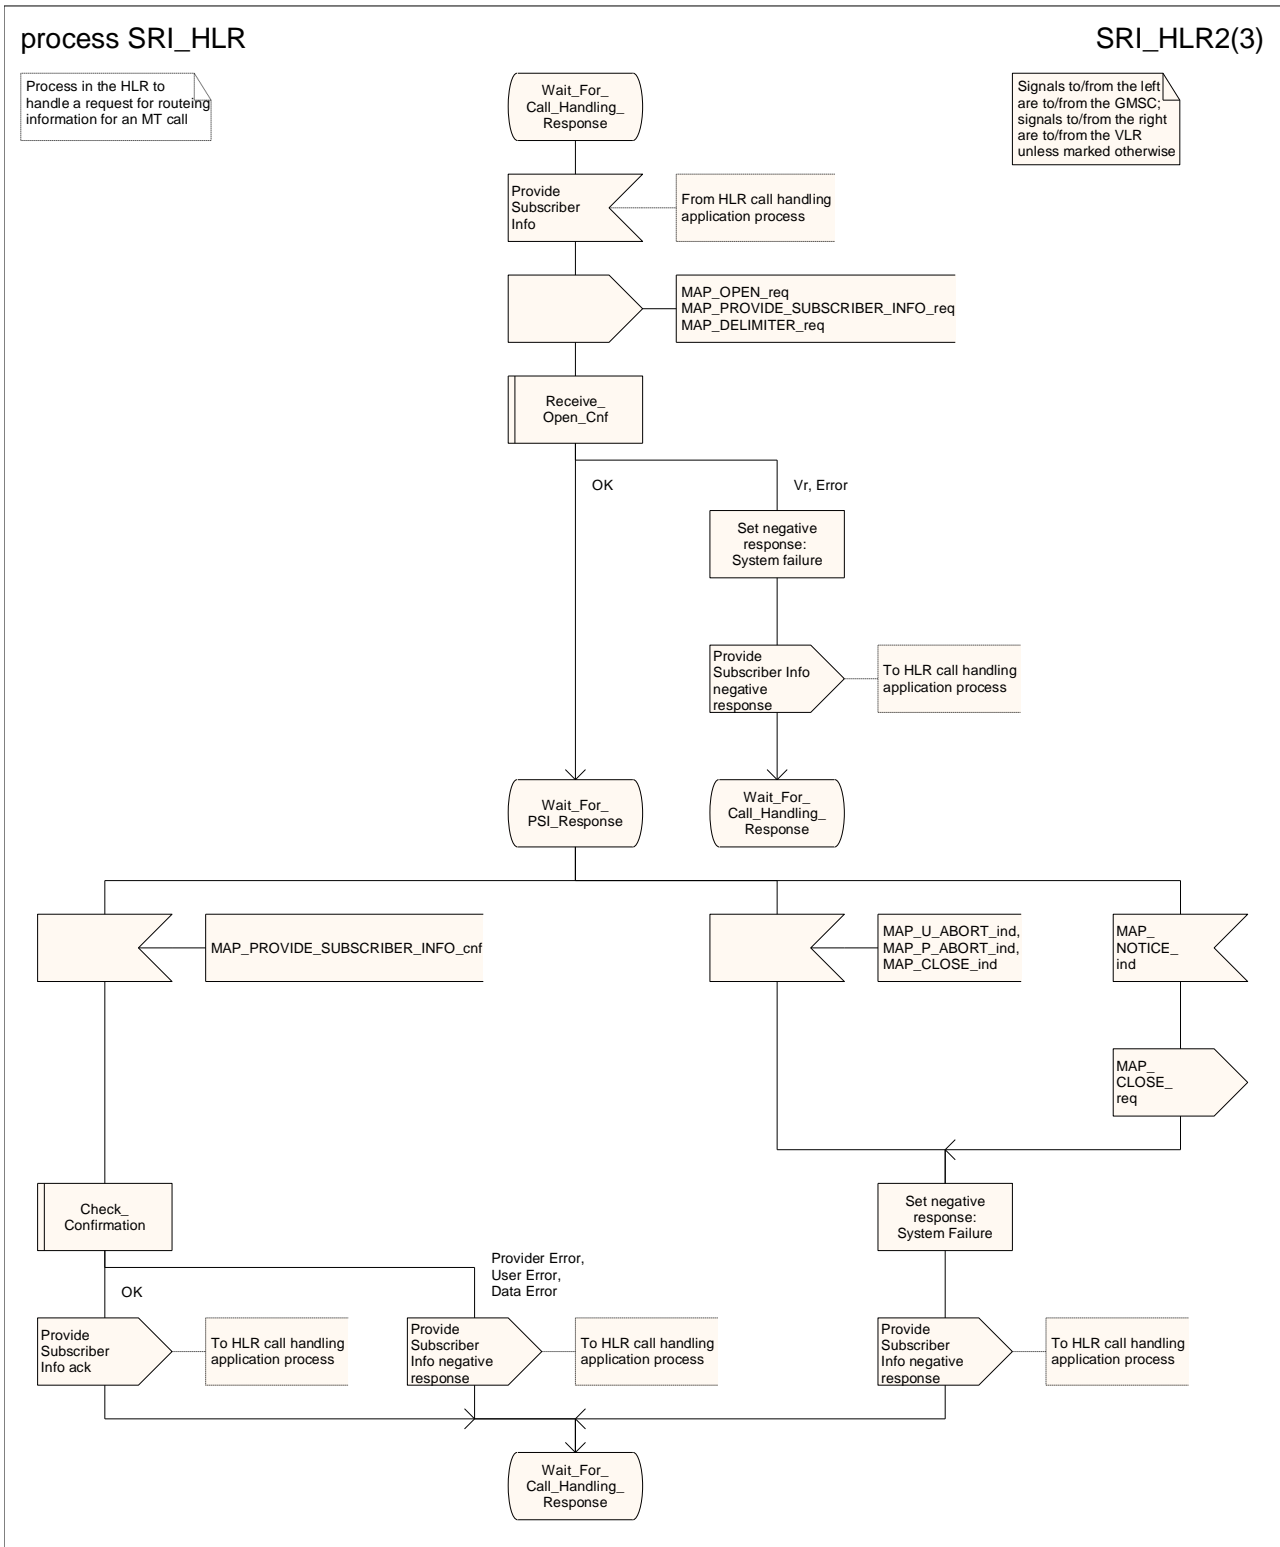 process SRI_HLR
SRI_HLR2(3)
Process in the HLR to
handle a request for routeing
information for an MT call
Wait_For_
Call_Handling_
Response
Signals to/from the left
are to/from the GMSC;
signals to/from the right
are to/from the VLR
unless marked otherwise
Provide
Subscriber
Info
From HLR call handling
application process
MAP_OPEN_req
MAP_PROVIDE_SUBSCRIBER_INFO_req
MAP_DELIMITER_req
Receive_
Open_Cnf
OK
Vr, Error
Set negative
response:
System failure
Provide
Subscriber Info
negative
response
To HLR call handling
application process
Wait_For_
PSI_Response
Wait_For_
Call_Handling_
Response
MAP_PROVIDE_SUBSCRIBER_INFO_cnf
MAP_U_ABORT_ind,
MAP_P_ABORT_ind,
MAP_CLOSE_ind
MAP_
NOTICE_
ind
MAP_
CLOSE_
req
Check_
Confirmation
Set negative
response:
System Failure
OK
Provider Error,
User Error,
Data Error
Provide
Subscriber
Info ack
To HLR call handling
application process
Provide
Subscriber
Info negative
response
To HLR call handling
application process
Provide
Subscriber
Info negative
response
To HLR call handling
application process
Wait_For_
Call_Handling_
Response